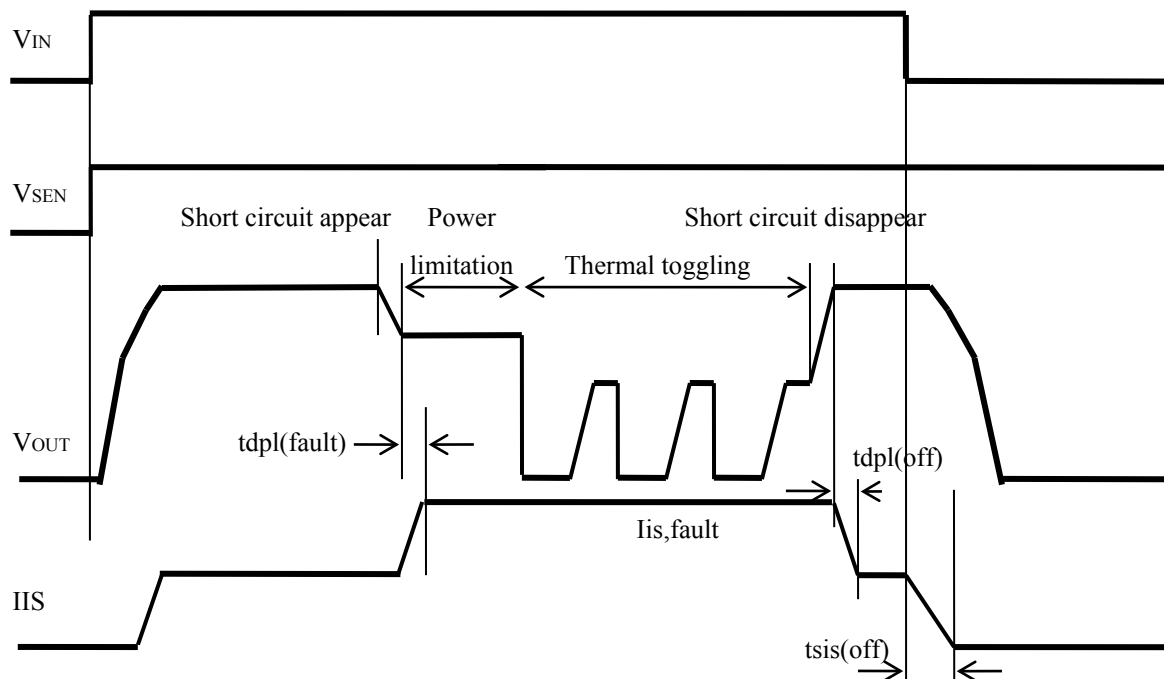 VIN
VSEN
Short circuit appear
Power
limitation
Short circuit disappear
Thermal toggling
VOUT
tdpl(fault)
tdpl(off)
Iis,fault
IIS
tsis(off)